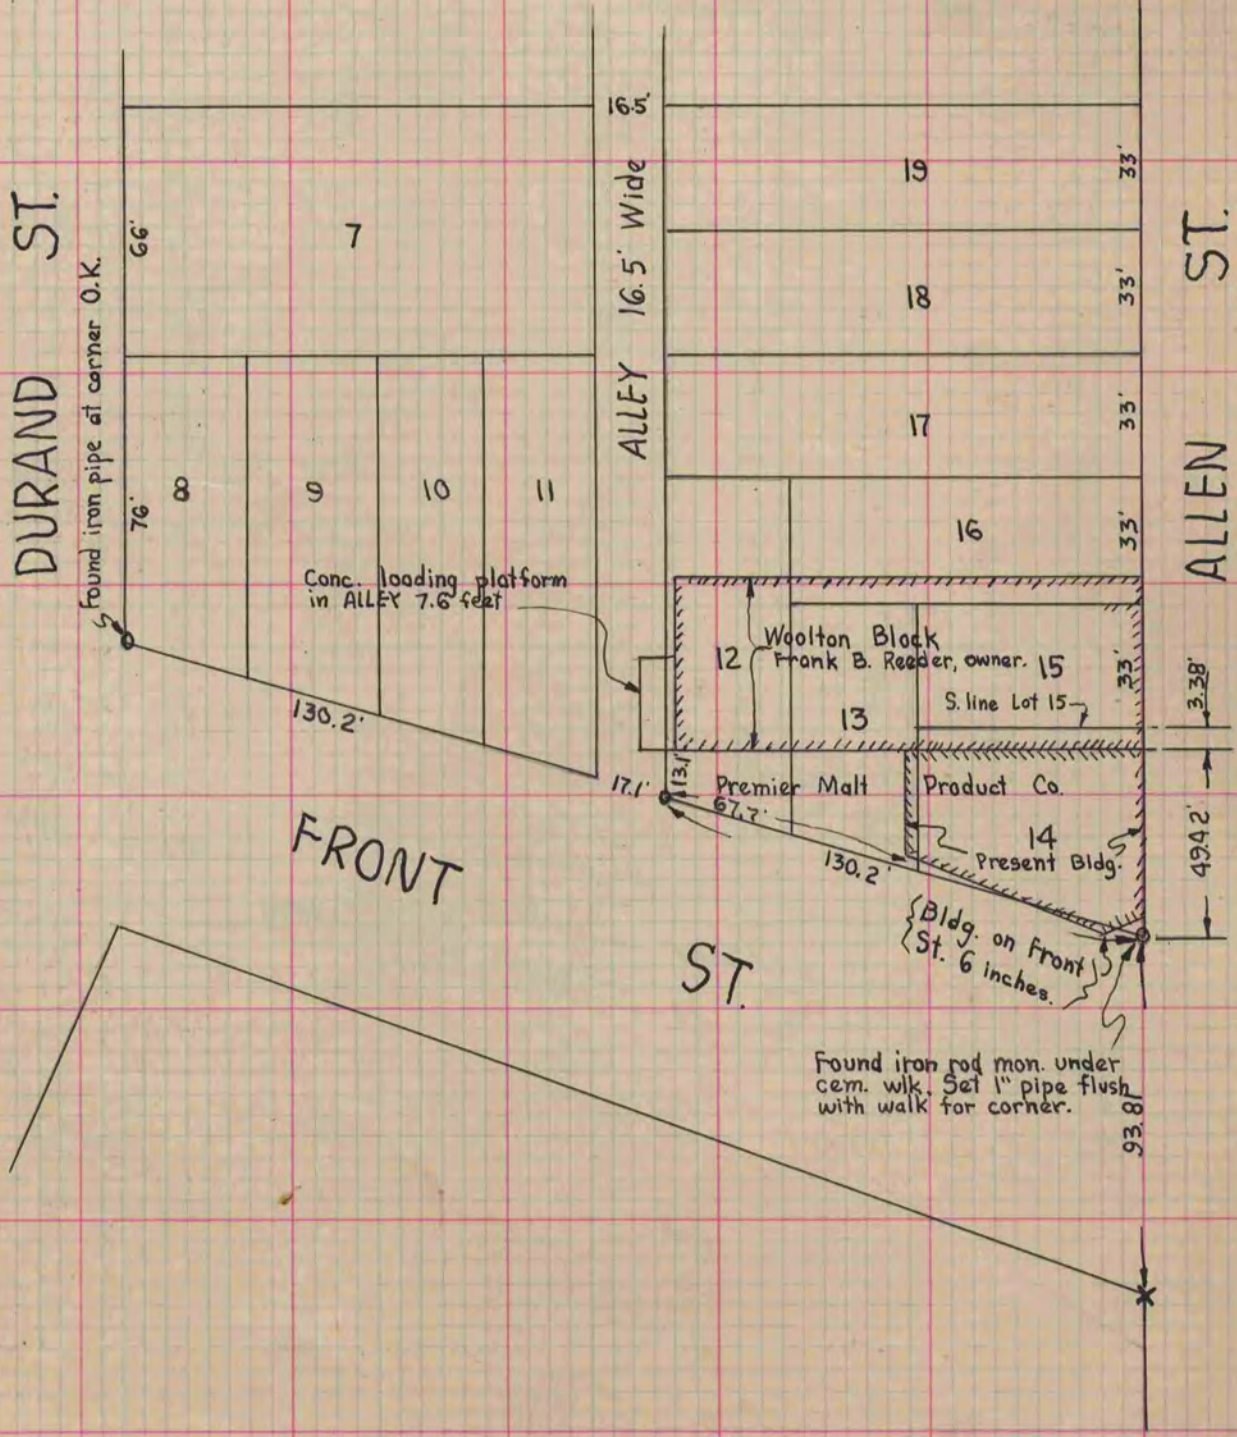 16.5'
19
33'
DURAND ST.
66'
7
ALLEY 16.5' Wide
18
33'
ALLEN ST.
Found iron pipe at corner O.K.
17
33'
76'
8
9
10
11
16
33'
Conc. loading platform
in ALLEY 7.6 feet
12
Woolton Block
Frank B. Reeder, owner.
15
33'
3.38'
S. line Lot 15
13
130.2'
17.1'
13.1'
Premier Malt Product Co.
67.7'
14
Present Bldg.
49.42'
130.2'
FRONT ST.
Bldg. on Front
St. 6 inches.
Found iron rod mon. under
cem. wlk. Set 1" pipe flush
with walk for corner.
93.8'